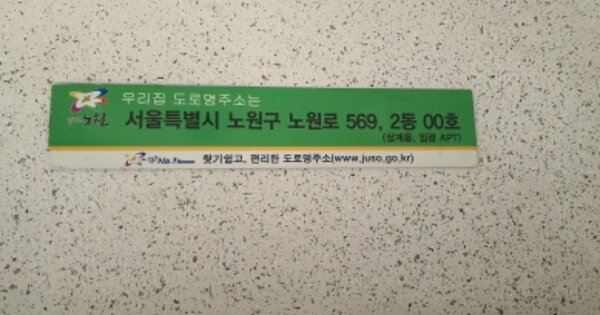 우리집 도로명주소는
노원
서울특별시 노원구 노원로 569, 2동 00호
(상계동, 임광 APT)
찾기쉽고, 편리한 도로명주소(www.juso.go.kr)